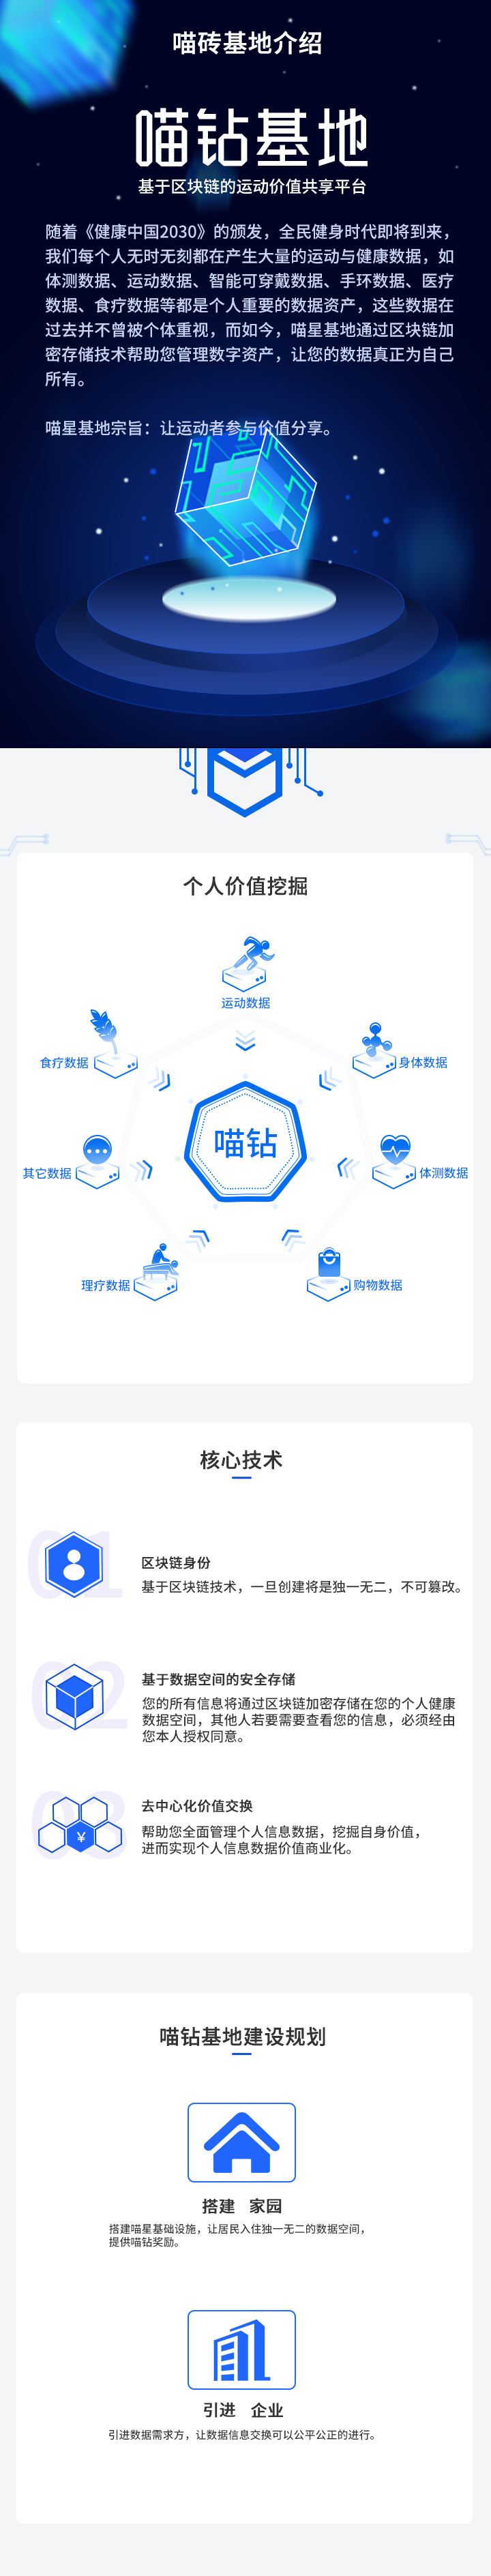 喵砖基地介绍
喵钻基地
基于区块链的运动价值共享平台
随着《健康中国2030》的颁发，全民健身时代即将到来，
我们每个人无时无刻都在产生大量的运动与健康数据，如
体测数据、运动数据、智能可穿戴数据、手环数据、医疗
数据、食疗数据等都是个人重要的数据资产，这些数据在
过去并不曾被个体重视，而如今，喵星基地通过区块链加
密存储技术帮助您管理数字资产，让您的数据真正为自己
所有。
喵星基地宗旨：让运动者参与价值分享。
个人价值挖掘
运动数据
食疗数据
身体数据
喵钻
其它数据
体测数据
理疗数据
购物数据
核心技术
01
区块链身份
基于区块链技术，一旦创建将是独一无二，不可篡改。
02
基于数据空间的安全存储
您的所有信息将通过区块链加密存储在您的个人健康
数据空间，其他人若要需要查看您的信息，必须经由
您本人授权同意。
03
¥
去中心化价值交换
帮助您全面管理个人信息数据，挖掘自身价值，
进而实现个人信息数据价值商业化。
喵钻基地建设规划
搭建 家园
搭建喵星基础设施，让居民入住独一无二的数据空间，
提供喵钻奖励。
引进 企业
引进数据需求方，让数据信息交换可以公平公正的进行。